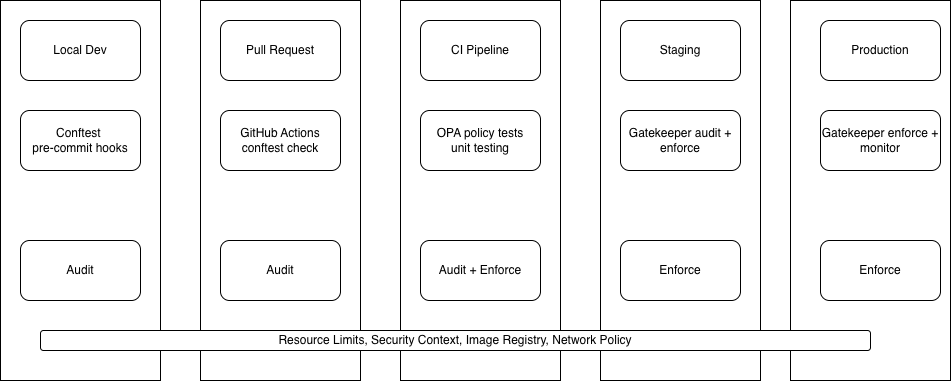 Local Dev
Pull Request
CI Pipeline
Staging
Production
Conftest
pre-commit hooks
GitHub Actions
conftest check
OPA policy tests
unit testing
Gatekeeper audit +
enforce
Gatekeeper enforce +
monitor
Audit
Audit
Audit + Enforce
Enforce
Enforce
Resource Limits, Security Context, Image Registry, Network Policy